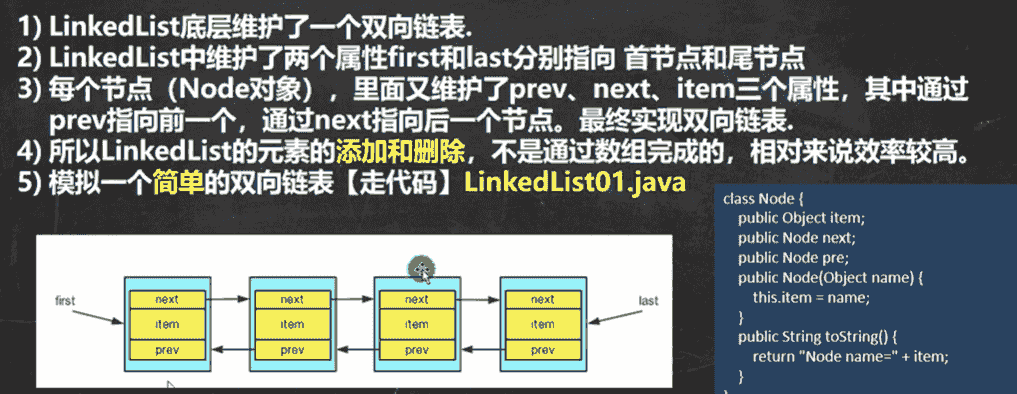 1) LinkedList底层维护了一个双向链表.
2) LinkedList中维护了两个属性first和last分别指向 首节点和尾节点
3) 每个节点（Node对象），里面又维护了prev、next、item三个属性，其中通过
prev指向前一个，通过next指向后一个节点。最终实现双向链表.
4) 所以LinkedList的元素的添加和删除，不是通过数组完成的，相对来说效率较高。
5) 模拟一个简单的双向链表【走代码】LinkedList01.java
first
next
item
prev
next
item
prev
next
item
prev
next
item
prev
last
class Node {
public Object item;
public Node next;
public Node pre;
public Node(Object name) {
this.item = name;
}
public String toString() {
return "Node name=" + item;
}
}